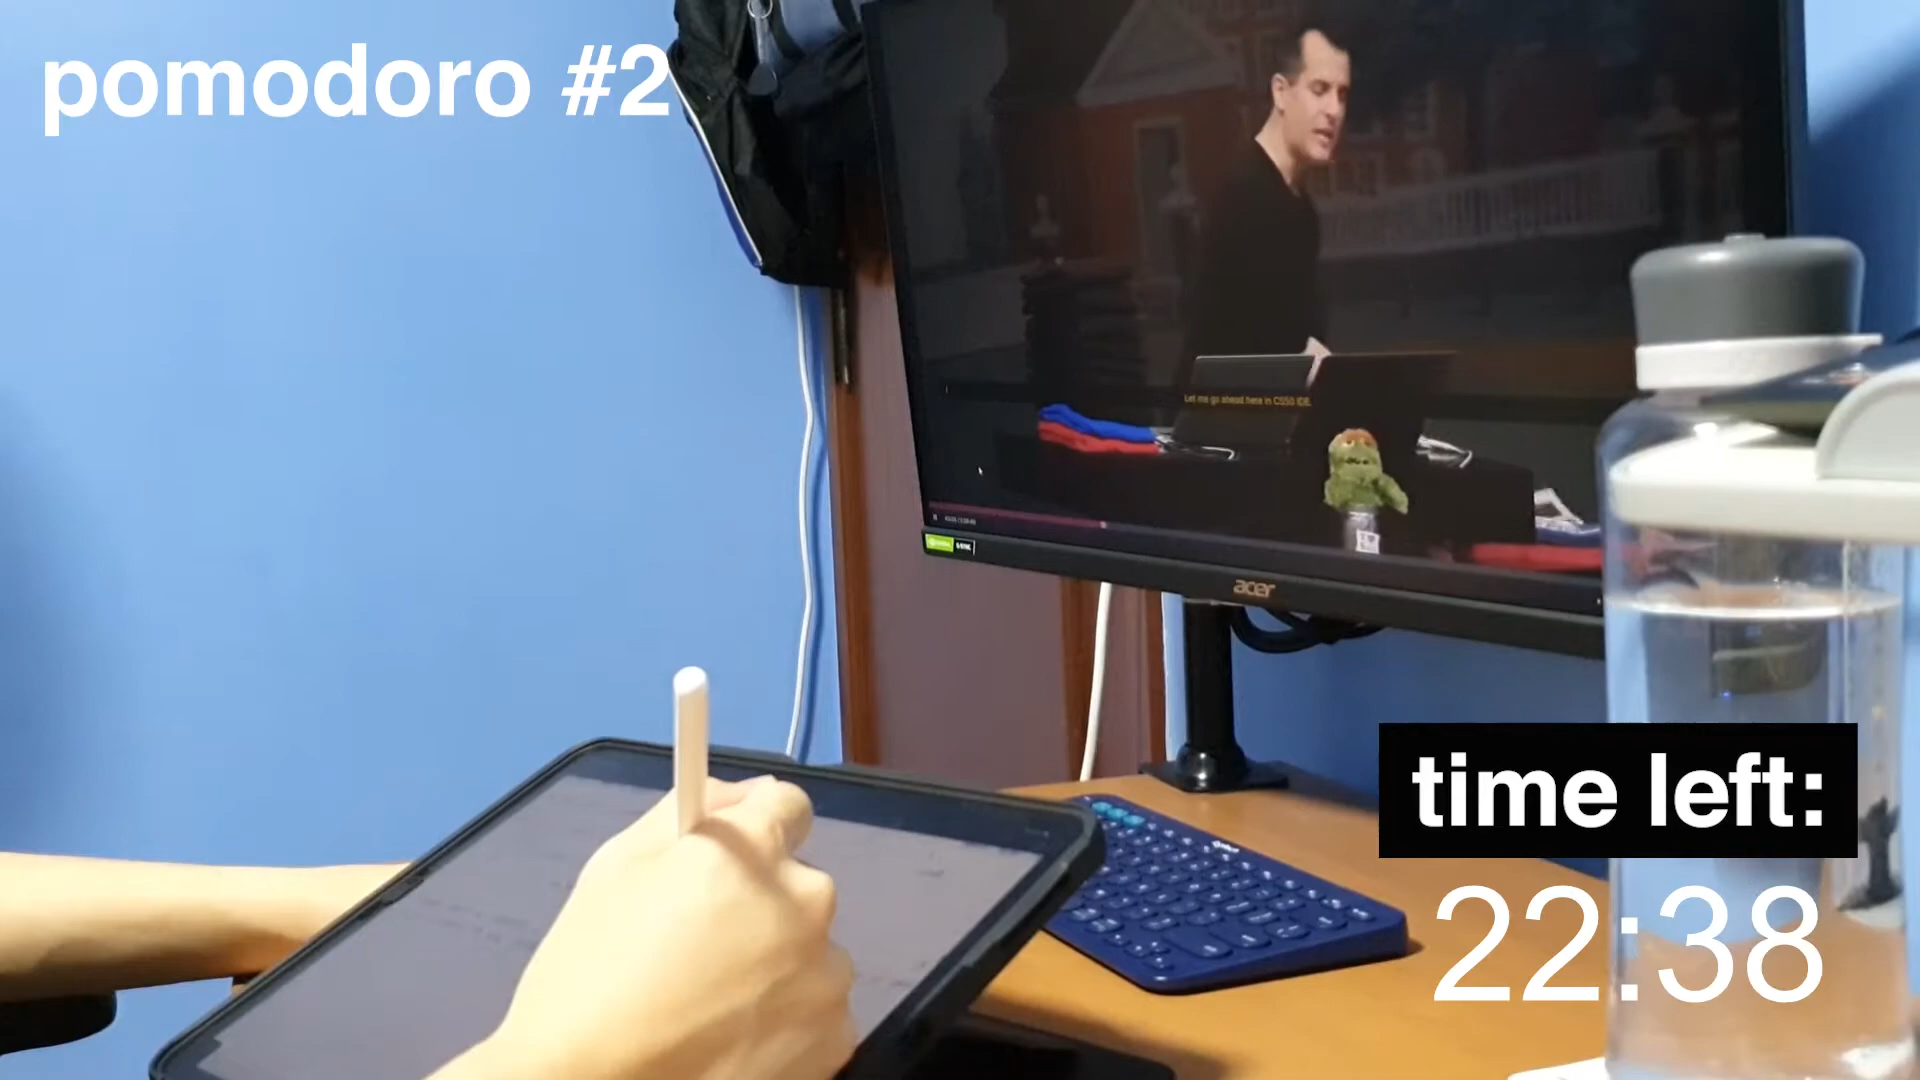 pomodoro #2
Let me go ahead here in CS50 IDE.
acer
time left:
22:38